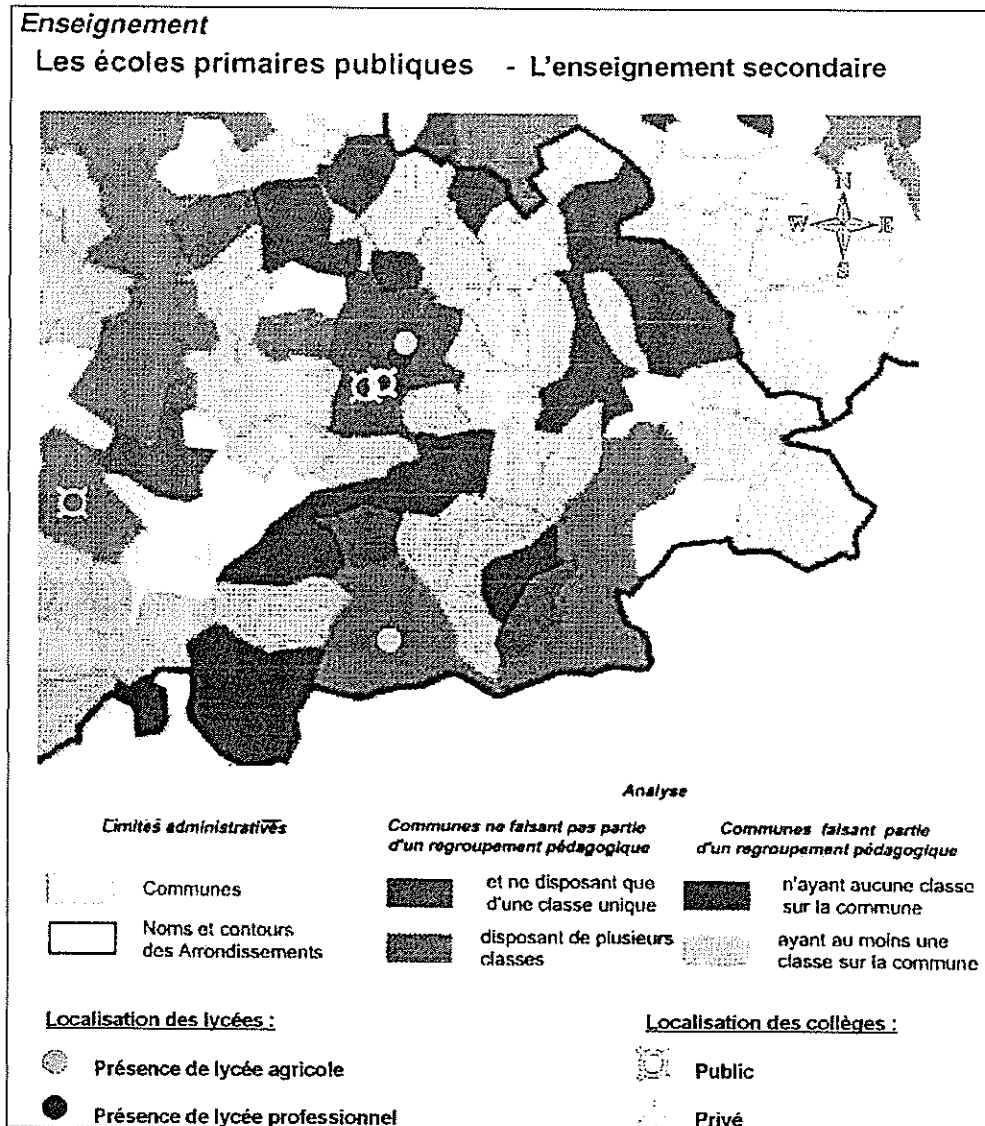 Enseignement
Les écoles primaires publiques - L'enseignement secondaire
N
W E
S
Analyse
Limités administratives
Communes ne faisant pas partie
d'un regroupement pédagogique
Communes faisant partie
d'un regroupement pédagogique
Communes
Noms et contours
des Arrondissements
et ne disposant que
d'une classe unique
disposant de plusieurs
classes
n'ayant aucune classe
sur la commune
ayant au moins une
classe sur la commune
Localisation des lycées :
Présence de lycée agricole
Présence de lycée professionnel
Localisation des collèges :
Public
Privé